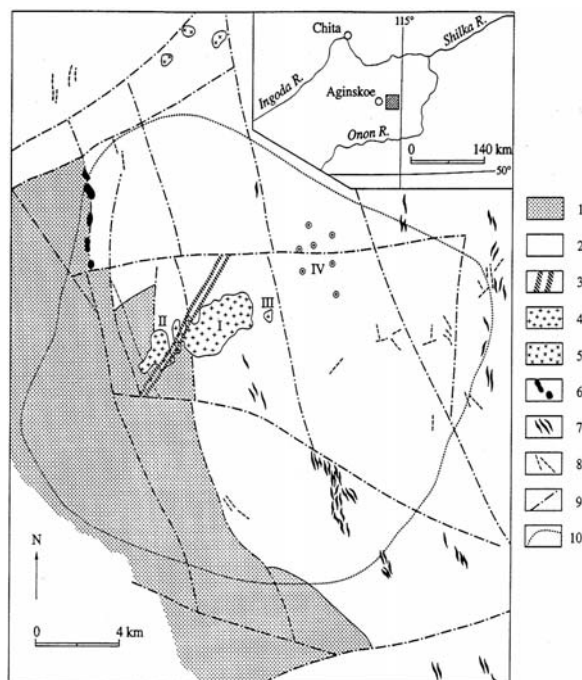 Chita
115°
Shilka R.
Ingoda R.
Aginskoe
Onon R.
0 140 km
50°
1
2
3
4
5
6
7
8
9
10
IV
III
II
I
N
0 4 km